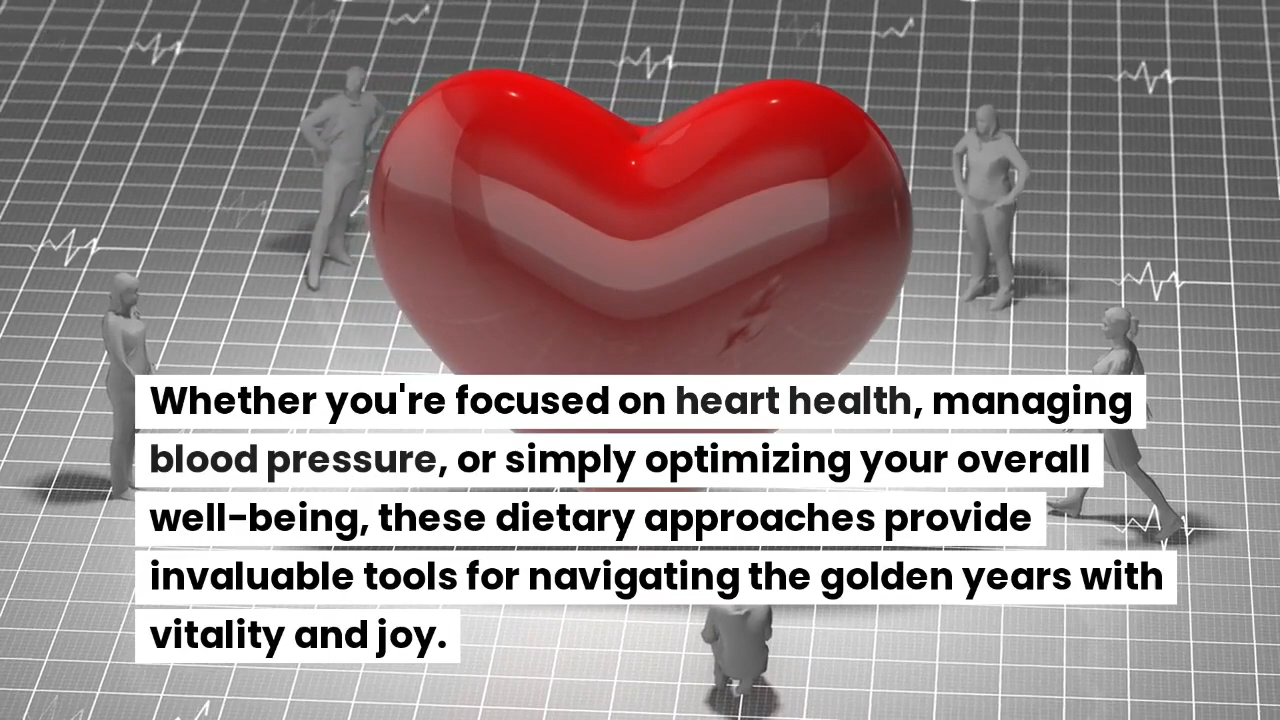 Whether you're focused on heart health, managing
blood pressure, or simply optimizing your overall
well-being, these dietary approaches provide
invaluable tools for navigating the golden years with
vitality and joy.